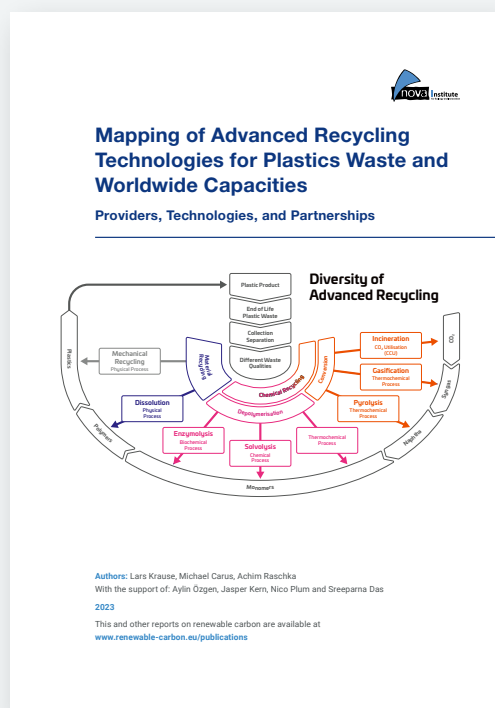 nova Institute
Mapping of Advanced Recycling
Technologies for Plastics Waste and
Worldwide Capacities
Providers, Technologies, and Partnerships
Diversity of
Advanced Recycling
Plastic Product
End of Life
Plastic Waste
Collection
Separation
Different Waste
Qualities
Plastics
Mechanical
Recycling
Physical Process
Material
Recycling
Chemical Recycling
Conversion
Incineration
CO₂ Utilisation
(CCU)
CO₂
Gasification
Thermochemical
Process
Syngas
Dissolution
Physical
Process
Depolymerisation
Pyrolysis
Thermochemical
Process
Polymers
Enzymolysis
Biochemical
Process
Solvolysis
Chemical
Process
Thermochemical
Process
Naphtha
Monomers
Authors: Lars Krause, Michael Carus, Achim Raschka
With the support of: Aylin Özgen, Jasper Kern, Nico Plum and Sreeparna Das
2023
This and other reports on renewable carbon are available at
www.renewable-carbon.eu/publications